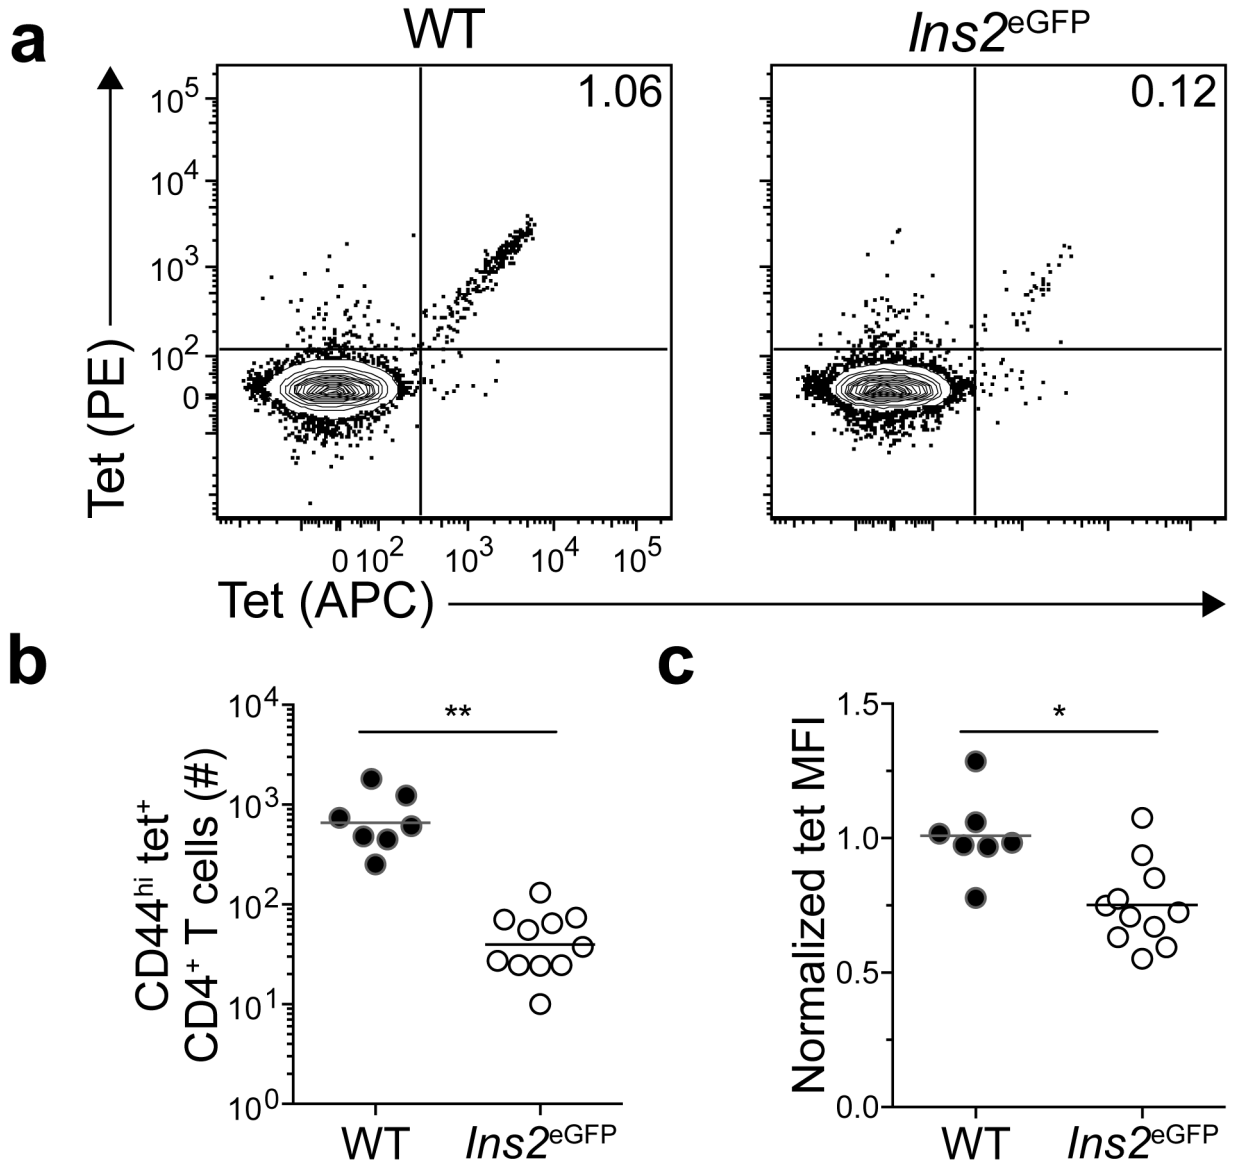 a
WT
Ins2eGFP
Tet (PE)
10^5
10^4
10^3
10^2
0
1.06
0.12
0 10^2 10^3 10^4 10^5
Tet (APC)
b
CD44hi tet+
CD4+ T cells (#)
10^4
10^3
10^2
10^1
10^0
**
WT Ins2eGFP
c
Normalized tet MFI
1.5
1.0
0.5
0.0
*
WT Ins2eGFP